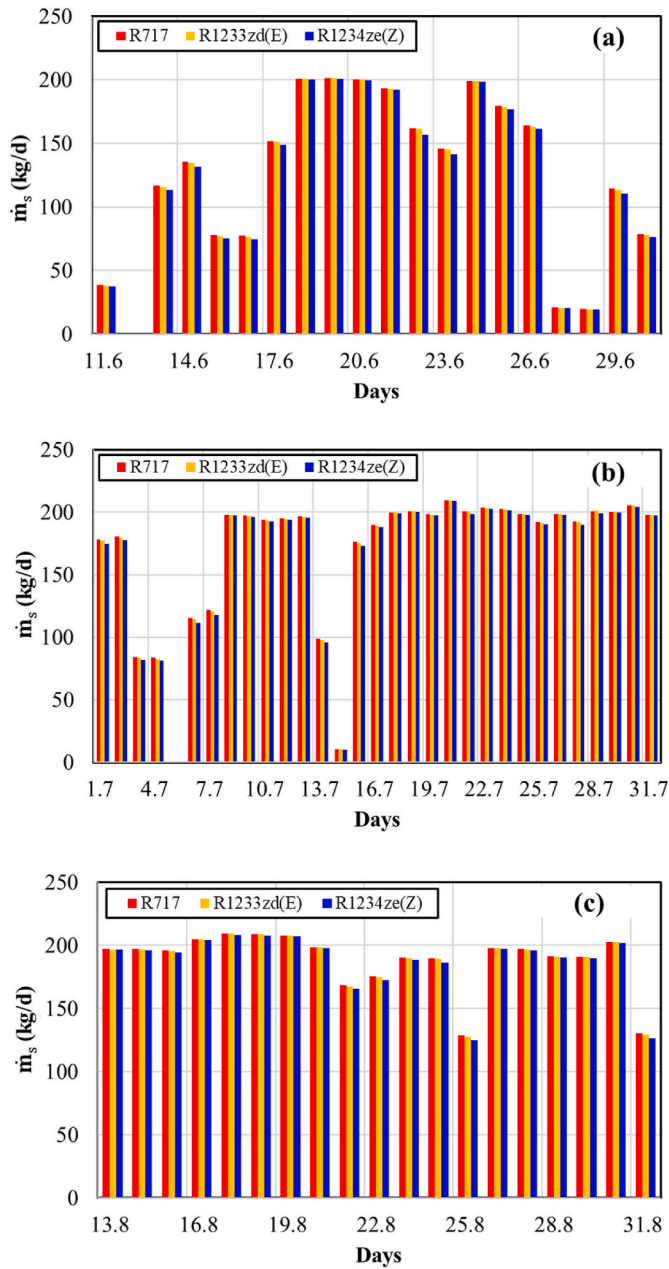 250
R717 R1233zd(E) R1234ze(Z) (a)
200
150
100
50
0
ṁs (kg/d)
11.6 14.6 17.6 20.6 23.6 26.6 29.6
Days
250
R717 R1233zd(E) R1234ze(Z) (b)
200
150
100
50
0
ṁs (kg/d)
1.7 4.7 7.7 10.7 13.7 16.7 19.7 22.7 25.7 28.7 31.7
Days
250
R717 R1233zd(E) R1234ze(Z) (c)
200
150
100
50
0
ṁs (kg/d)
13.8 16.8 19.8 22.8 25.8 28.8 31.8
Days